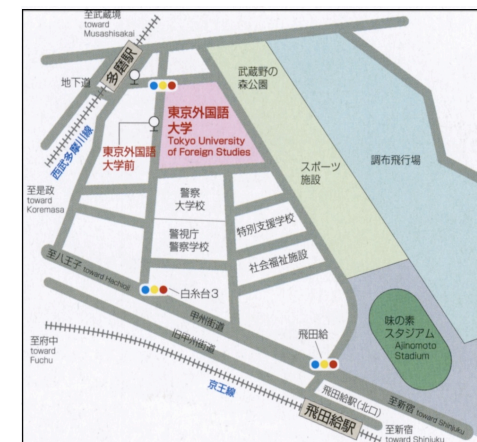 至武蔵境
toward
Musashisakai
多磨駅
地下道
西武・多摩川線
東京外国語
大学
Tokyo University
of Foreign Studies
東京外国語
大学前
武蔵野の
森公園
調布飛行場
スポーツ
施設
至是政
toward
Koremasa
警察
大学校
警視庁
警察学校
特別支援学校
社会福祉施設
至八王子 toward Hachioji
白糸台3
甲州街道
旧甲州街道
飛田給
味の素
スタジアム
Ajinomoto
Stadium
至府中
toward
Fuchu
京王線
飛田給駅(北口)
飛田給駅
至新宿 toward Shinjuku
至新宿
toward Shinjuku